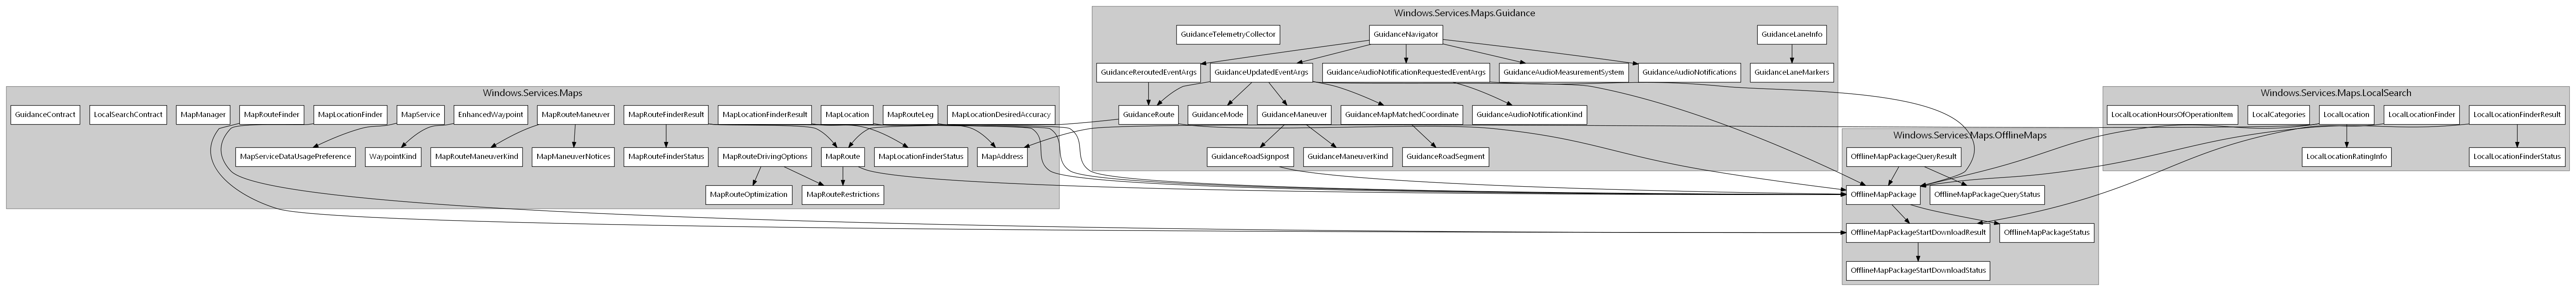 Windows.Services.Maps.Guidance
GuidanceTelemetryCollector
GuidanceNavigator
GuidanceLaneInfo
GuidanceReroutedEventArgs
GuidanceUpdatedEventArgs
GuidanceAudioNotificationRequestedEventArgs
GuidanceAudioMeasurementSystem
GuidanceAudioNotifications
GuidanceLaneMarkers
GuidanceRoute
GuidanceMode
GuidanceManeuver
GuidanceMapMatchedCoordinate
GuidanceAudioNotificationKind
GuidanceRoadSignpost
GuidanceManeuverKind
GuidanceRoadSegment
Windows.Services.Maps
GuidanceContract
LocalSearchContract
MapManager
MapRouteFinder
MapLocationFinder
MapService
EnhancedWaypoint
MapRouteManeuver
MapRouteFinderResult
MapLocationFinderResult
MapLocation
MapRouteLeg
MapLocationDesiredAccuracy
MapServiceDataUsagePreference
WaypointKind
MapRouteManeuverKind
MapManeuverNotices
MapRouteFinderStatus
MapRouteDrivingOptions
MapRoute
MapLocationFinderStatus
MapAddress
MapRouteOptimization
MapRouteRestrictions
Windows.Services.Maps.LocalSearch
LocalLocationHoursOfOperationItem
LocalCategories
LocalLocation
LocalLocationFinder
LocalLocationFinderResult
LocalLocationRatingInfo
LocalLocationFinderStatus
Windows.Services.Maps.OfflineMaps
OfflineMapPackageQueryResult
OfflineMapPackage
OfflineMapPackageQueryStatus
OfflineMapPackageStartDownloadResult
OfflineMapPackageStatus
OfflineMapPackageStartDownloadStatus